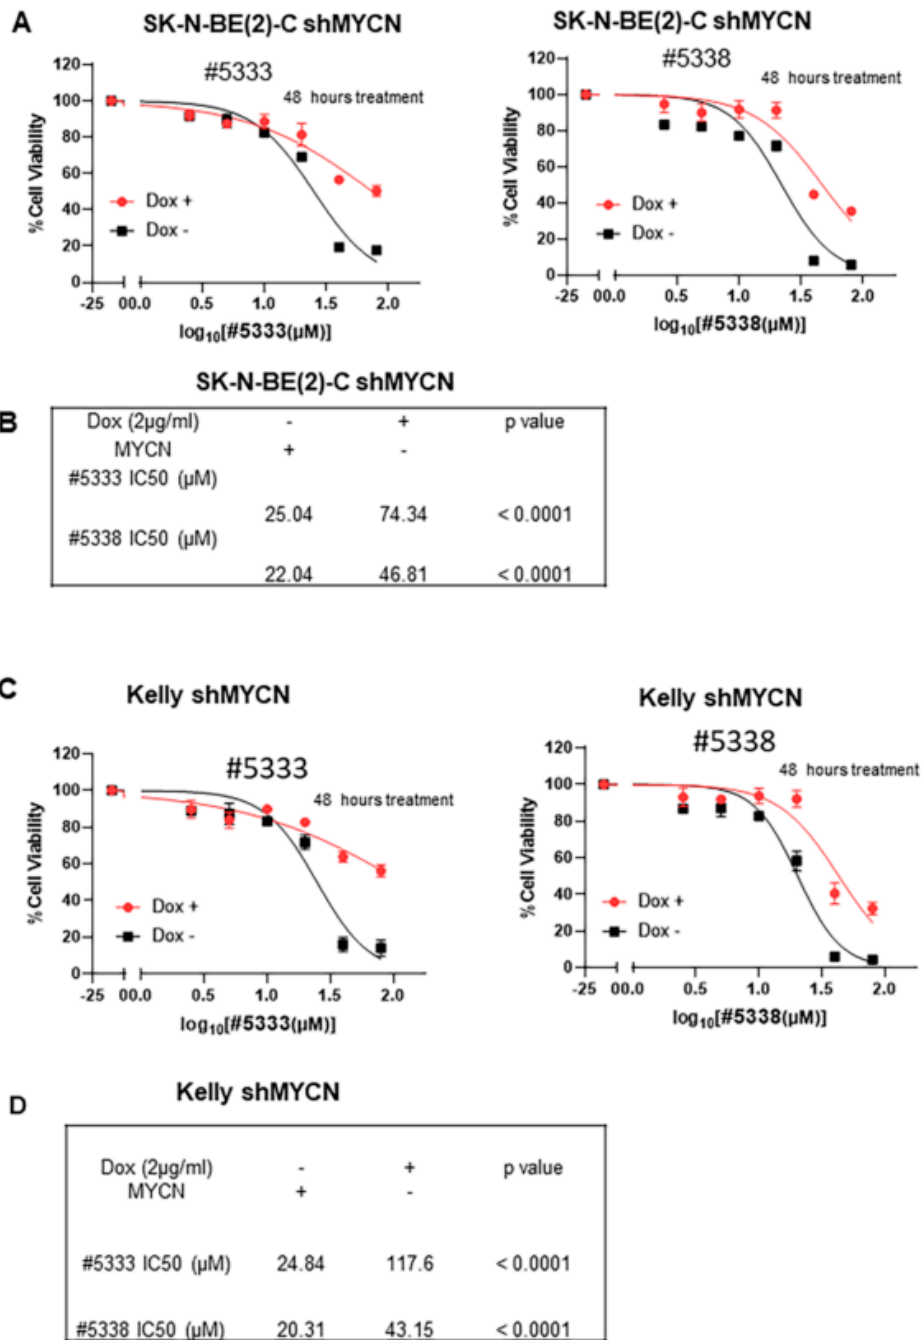 A
SK-N-BE(2)-C shMYCN
#5333
48 hours treatment
120
100
80
60
40
20
0
% Cell Viability
Dox +
Dox -
-25 00.0 0.5 1.0 1.5 2.0
log10[#5333(µM)]
SK-N-BE(2)-C shMYCN
#5338
48 hours treatment
120
100
80
60
40
20
0
% Cell Viability
Dox +
Dox -
-25 00.0 0.5 1.0 1.5 2.0
log10[#5338(µM)]
SK-N-BE(2)-C shMYCN
B
Dox (2µg/ml) - + p value
MYCN + -
#5333 IC50 (µM)
25.04 74.34 < 0.0001
#5338 IC50 (µM)
22.04 46.81 < 0.0001
C
Kelly shMYCN
#5333
48 hours treatment
120
100
80
60
40
20
0
% Cell Viability
Dox +
Dox -
-25 00.0 0.5 1.0 1.5 2.0
log10[#5333(µM)]
Kelly shMYCN
#5338
48 hours treatment
120
100
80
60
40
20
0
% Cell Viability
Dox +
Dox -
-25 00.0 0.5 1.0 1.5 2.0
log10[#5338(µM)]
Kelly shMYCN
D
Dox (2µg/ml) - + p value
MYCN + -
#5333 IC50 (µM) 24.84 117.6 < 0.0001
#5338 IC50 (µM) 20.31 43.15 < 0.0001